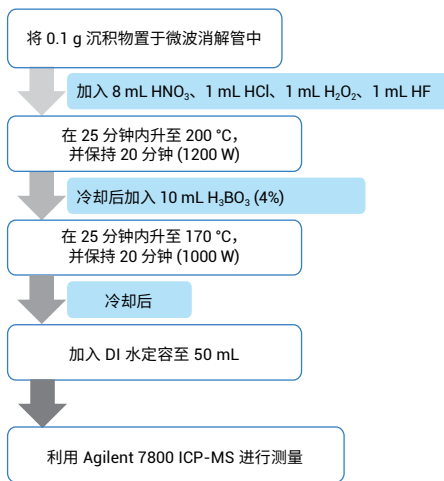 将 0.1 g 沉积物置于微波消解管中
加入 8 mL HNO₃、1 mL HCl、1 mL H₂O₂、1 mL HF
在 25 分钟内升至 200 °C，
并保持 20 分钟 (1200 W)
冷却后加入 10 mL H₃BO₃ (4%)
在 25 分钟内升至 170 °C，
并保持 20 分钟 (1000 W)
冷却后
加入 DI 水定容至 50 mL
利用 Agilent 7800 ICP-MS 进行测量